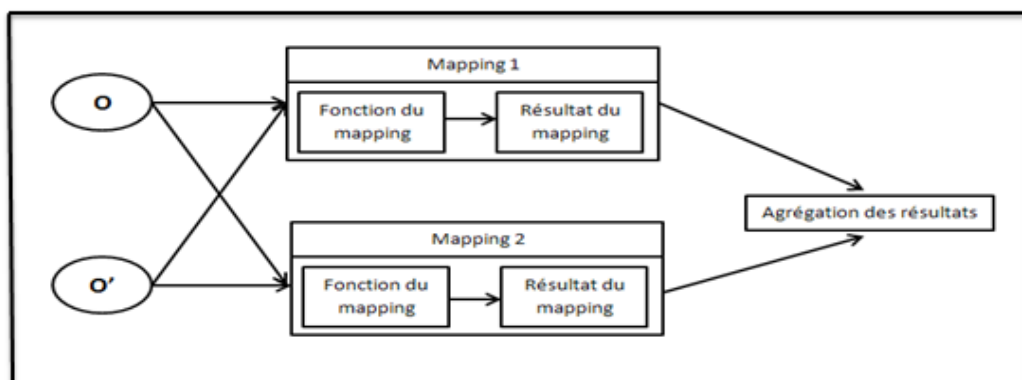 O
Mapping 1
Fonction du
mapping
Résultat du
mapping
Agrégation des résultats
O'
Mapping 2
Fonction du
mapping
Résultat du
mapping